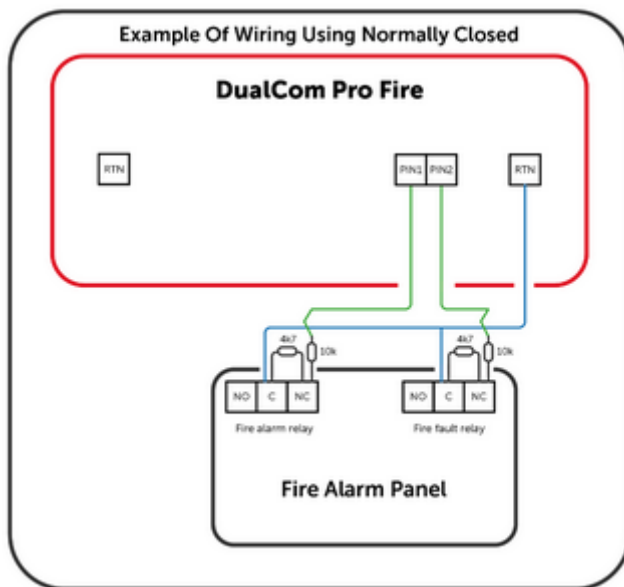 Example Of Wiring Using Normally Closed
DualCom Pro Fire
RTN
PIN1 PIN2
RTN
4k7
10k
4k7
10k
NO C NC
NO C NC
Fire alarm relay
Fire fault relay
Fire Alarm Panel